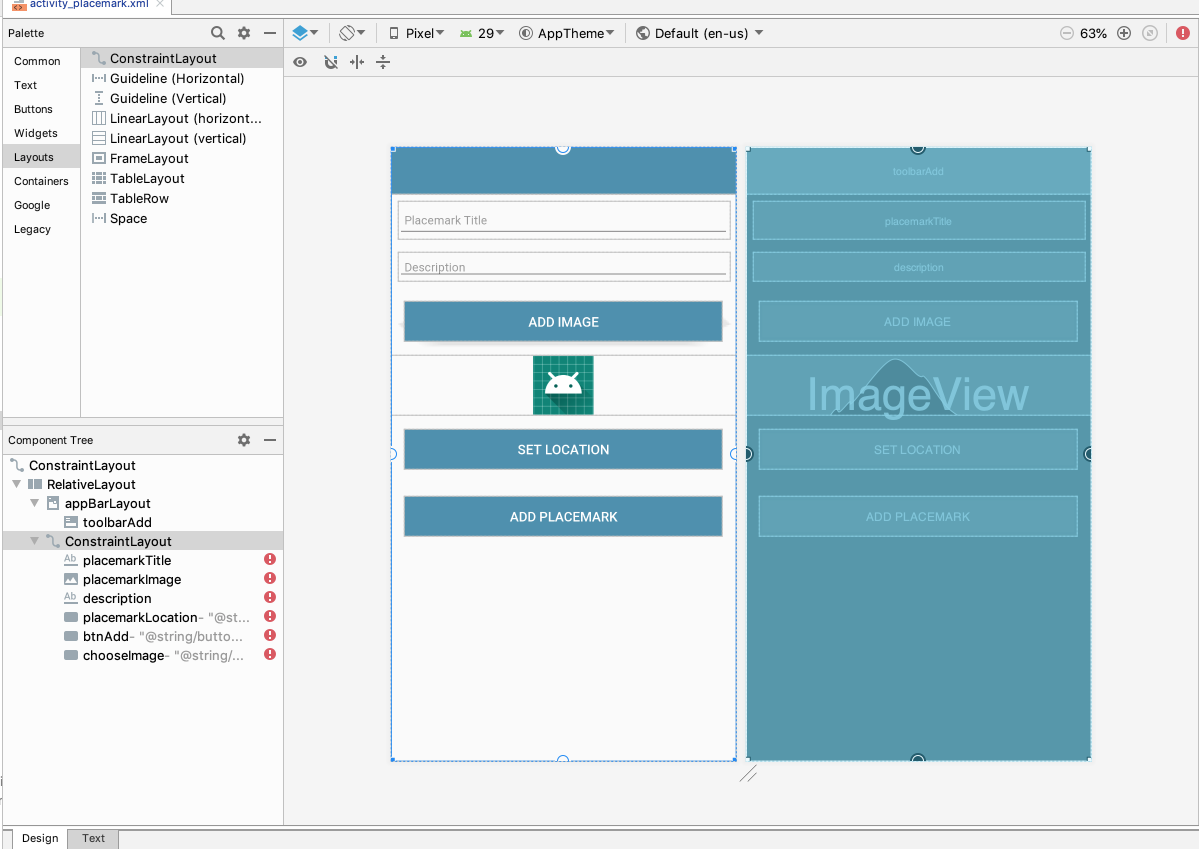 activity_placemark.xml
Palette
Pixel
29
AppTheme
Default (en-us)
63%
Common
Text
Buttons
Widgets
Layouts
Containers
Google
Legacy
ConstraintLayout
Guideline (Horizontal)
Guideline (Vertical)
LinearLayout (horizont...
LinearLayout (vertical)
FrameLayout
TableLayout
TableRow
Space
Component Tree
ConstraintLayout
RelativeLayout
appBarLayout
toolbarAdd
ConstraintLayout
Ab placemarkTitle
placemarkImage
Ab description
placemarkLocation- "@st...
btnAdd- "@string/butto...
chooseImage- "@string/...
Placemark Title
Description
ADD IMAGE
SET LOCATION
ADD PLACEMARK
toolbarAdd
placemarkTitle
description
ADD IMAGE
ImageView
SET LOCATION
ADD PLACEMARK
Design
Text